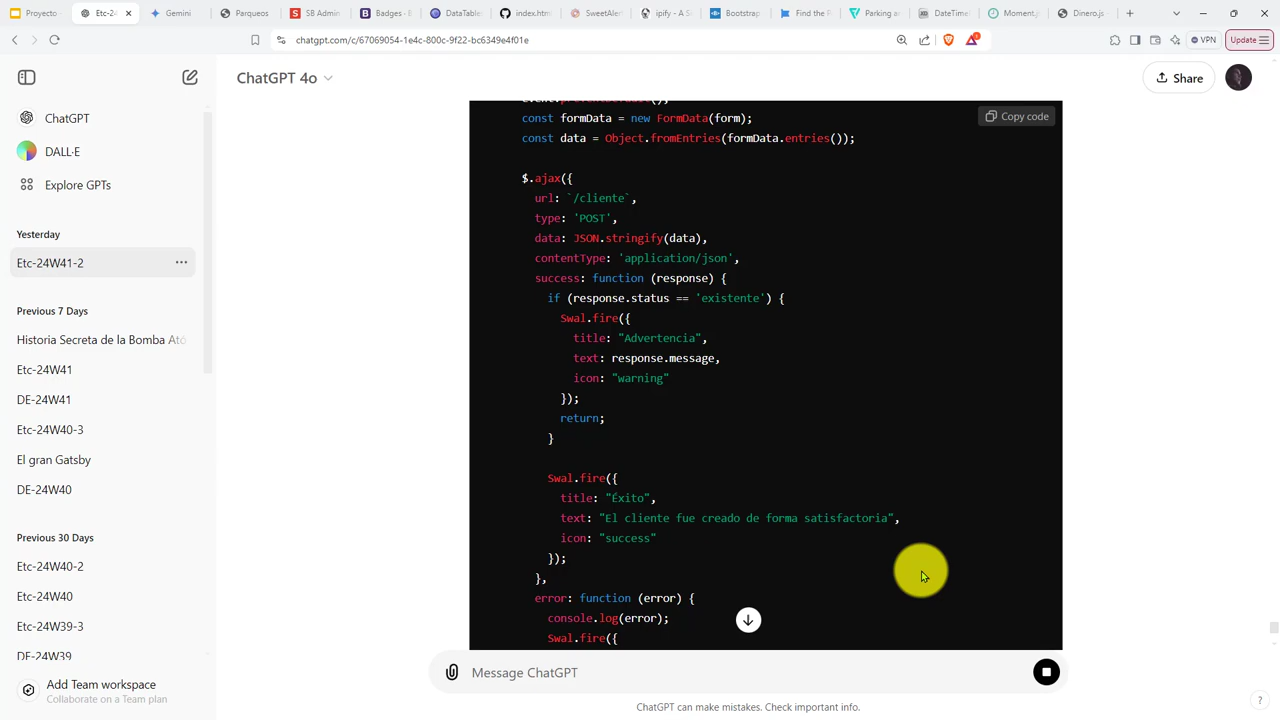 Proyecto
Etc-24
Gemini
Parqueos
SB Admin
Badges - B
DataTable
index.htm
SweetAler
ipify - A S
Bootstrap
Find the P
Parking a
DateTime
Moment.j
Dinero.js
chatgpt.com/c/67069054-1e4c-800c-9f22-bc6349e4f01e
VPN
Update
ChatGPT 4o
Share
ChatGPT
DALL·E
Explore GPTs
Yesterday
Etc-24W41-2
Previous 7 Days
Historia Secreta de la Bomba Ató
Etc-24W41
DE-24W41
Etc-24W40-3
El gran Gatsby
DE-24W40
Previous 30 Days
Etc-24W40-2
Etc-24W40
Etc-24W39-3
DE-24W39
Add Team workspace
Collaborate on a Team plan
Copy code
event.preventDefault();
const formData = new FormData(form);
const data = Object.fromEntries(formData.entries());
$.ajax({
url: `/cliente`,
type: 'POST',
data: JSON.stringify(data),
contentType: 'application/json',
success: function (response) {
if (response.status == 'existente') {
Swal.fire({
title: "Advertencia",
text: response.message,
icon: "warning"
});
return;
}
Swal.fire({
title: "Éxito",
text: "El cliente fue creado de forma satisfactoria",
icon: "success"
});
},
error: function (error) {
console.log(error);
Swal.fire({
Message ChatGPT
ChatGPT can make mistakes. Check important info.
?